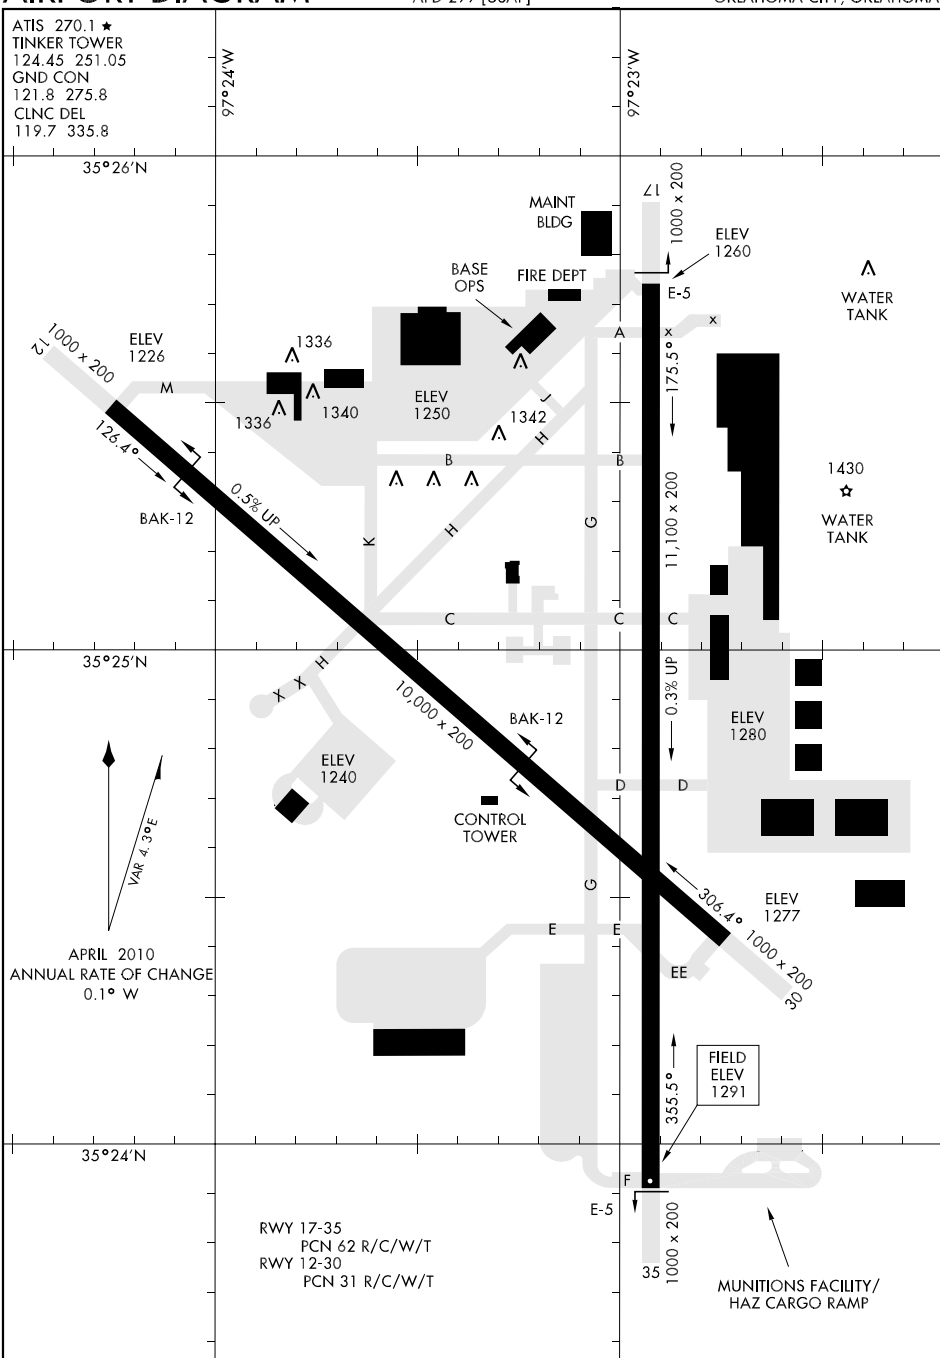 ATIS 270.1 ★
TINKER TOWER
124.45 251.05
GND CON
121.8 275.8
CLNC DEL
119.7 335.8
97°24'W
97°23'W
35°26'N
17
1000 x 200
MAINT
BLDG
ELEV
1260
BASE
OPS
FIRE DEPT
E-5
WATER
TANK
12
1000 x 200
ELEV
1226
1336
A
x
x
175.5°
M
1336
1340
ELEV
1250
J
1342
H
126.4°
B
B
1430
WATER
TANK
BAK-12
0.5% UP
K
H
G
11,100 x 200
C
C
C
35°25'N
H
X
X
10,000 x 200
BAK-12
0.3% UP
ELEV
1280
ELEV
1240
D
D
CONTROL
TOWER
VAR 4.3°E
G
306.4°
ELEV
1277
E
E
1000 x 200
30
EE
APRIL 2010
ANNUAL RATE OF CHANGE
0.1° W
FIELD
ELEV
1291
355.5°
35°24'N
F
E-5
1000 x 200
35
RWY 17-35
PCN 62 R/C/W/T
RWY 12-30
PCN 31 R/C/W/T
MUNITIONS FACILITY/
HAZ CARGO RAMP